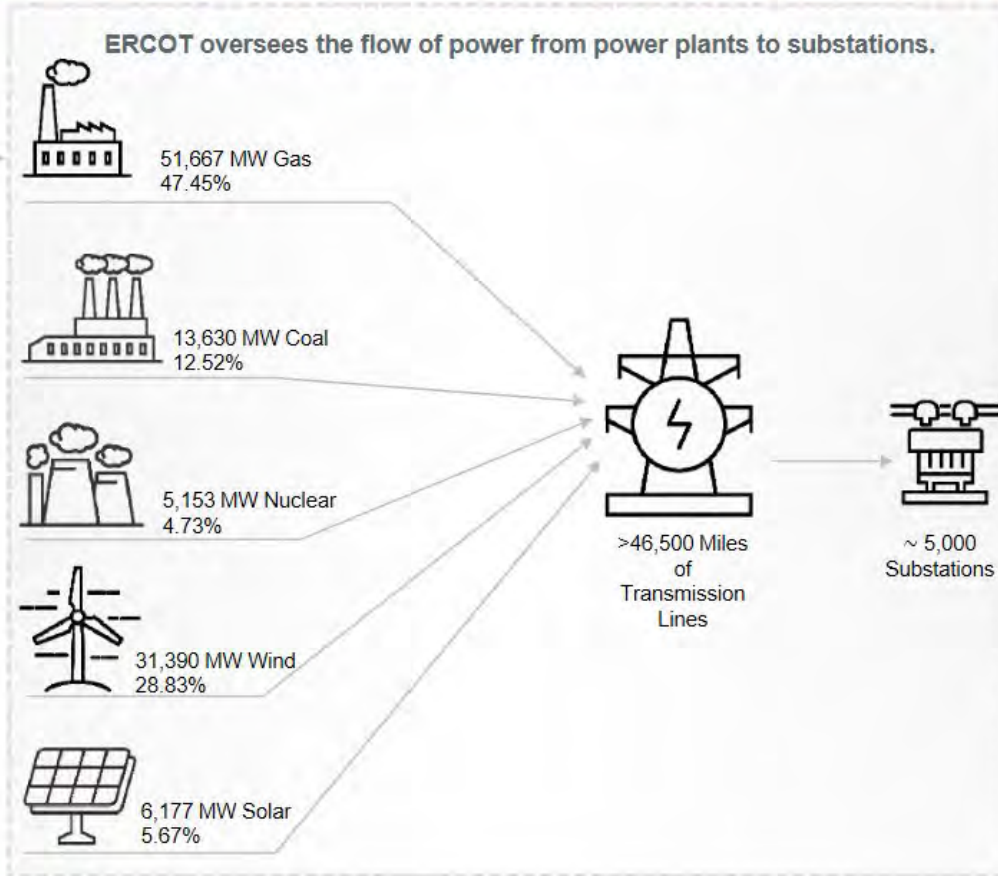 ERCOT oversees the flow of power from power plants to substations.
51,667 MW Gas
47.45%
13,630 MW Coal
12.52%
5,153 MW Nuclear
4.73%
31,390 MW Wind
28.83%
6,177 MW Solar
5.67%
>46,500 Miles
of
Transmission
Lines
~ 5,000
Substations